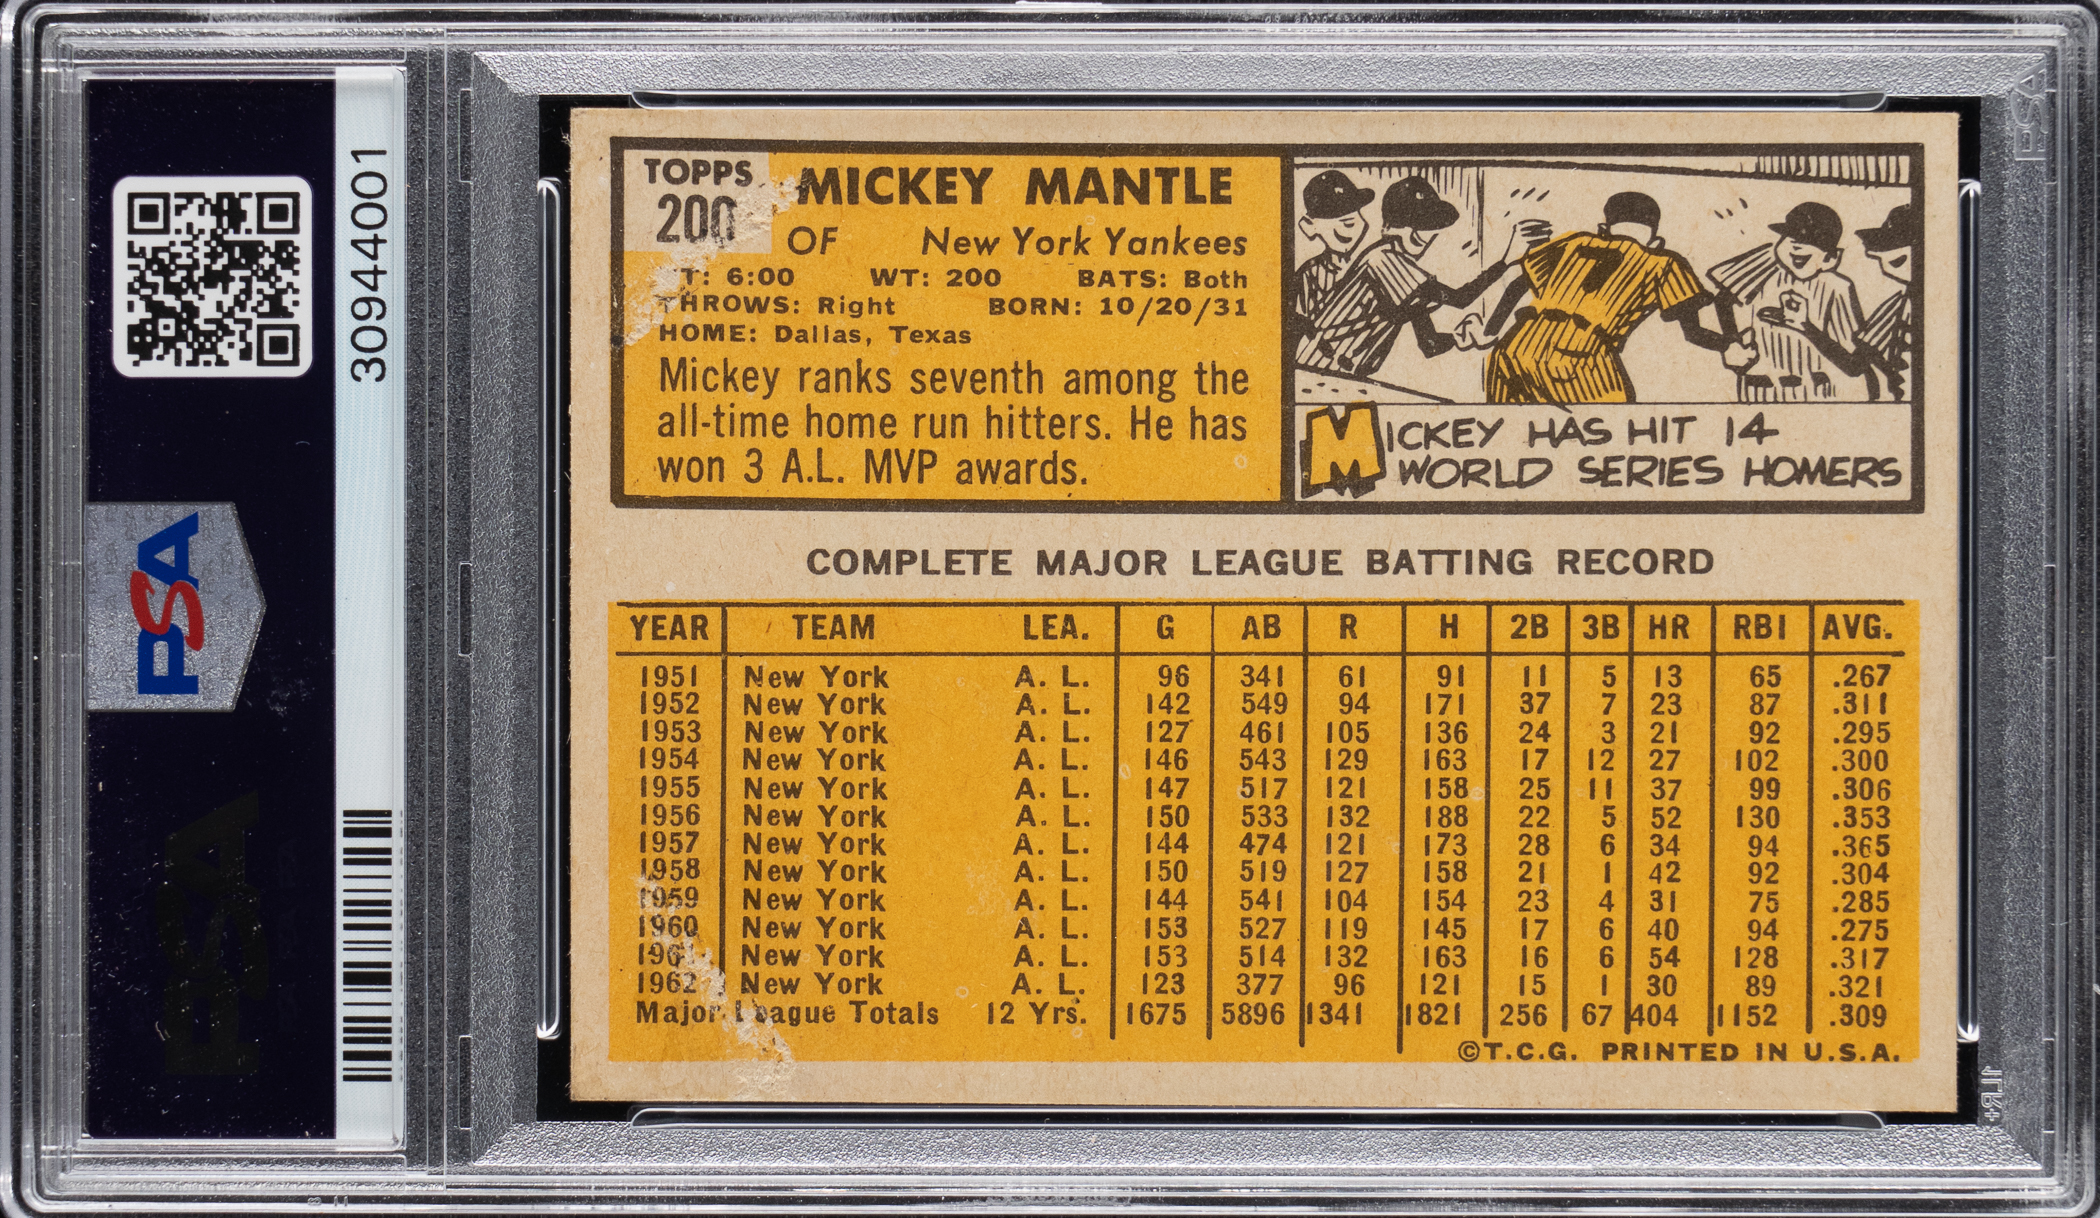 30944001
PSA
TOPPS
200
MICKEY MANTLE
OF New York Yankees
T: 6:00 WT: 200 BATS: Both
THROWS: Right BORN: 10/20/31
HOME: Dallas, Texas
Mickey ranks seventh among the
all-time home run hitters. He has
won 3 A.L. MVP awards.
7
MICKEY HAS HIT 14
WORLD SERIES HOMERS
COMPLETE MAJOR LEAGUE BATTING RECORD
YEAR TEAM LEA. G AB R H 2B 3B HR RBI AVG.
1951 New York A. L. 96 341 61 91 11 5 13 65 .267
1952 New York A. L. 142 549 94 171 37 7 23 87 .311
1953 New York A. L. 127 461 105 136 24 3 21 92 .295
1954 New York A. L. 146 543 129 163 17 12 27 102 .300
1955 New York A. L. 147 517 121 158 25 11 37 99 .306
1956 New York A. L. 150 533 132 188 22 5 52 130 .353
1957 New York A. L. 144 474 121 173 28 6 34 94 .365
1958 New York A. L. 150 519 127 158 21 1 42 92 .304
1959 New York A. L. 144 541 104 154 23 4 31 75 .285
1960 New York A. L. 153 527 119 145 17 6 40 94 .275
1961 New York A. L. 153 514 132 163 16 6 54 128 .317
1962 New York A. L. 123 377 96 121 15 1 30 89 .321
Major League Totals 12 Yrs. 1675 5896 1341 1821 256 67 404 1152 .309
©T.C.G. PRINTED IN U.S.A.
PSA
PSA
1LR+